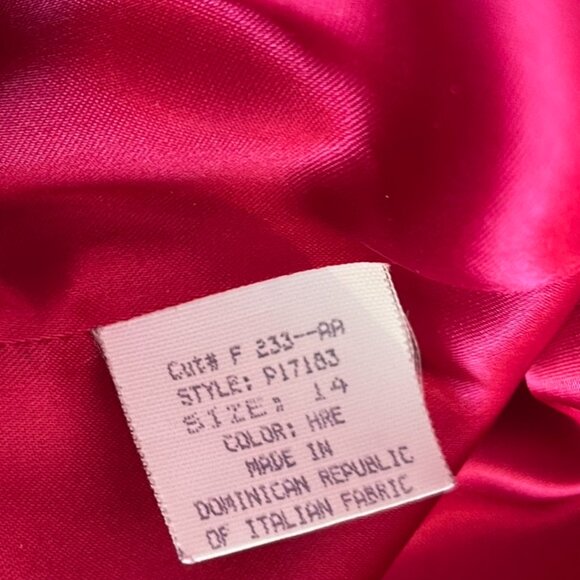 Cut# F 233--AA
STYLE: P17183
SIZE: 14
COLOR: HRE
MADE IN
DOMINICAN REPUBLIC
OF ITALIAN FABRIC